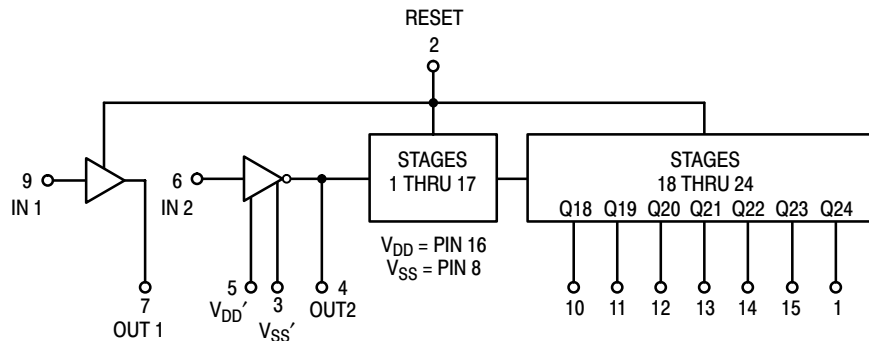 RESET
2
STAGES
1 THRU 17
STAGES
18 THRU 24
9
IN 1
6
IN 2
Q18 Q19 Q20 Q21 Q22 Q23 Q24
V_DD = PIN 16
V_SS = PIN 8
7
OUT 1
5
V_DD′
3
V_SS′
4
OUT2
10 11 12 13 14 15 1